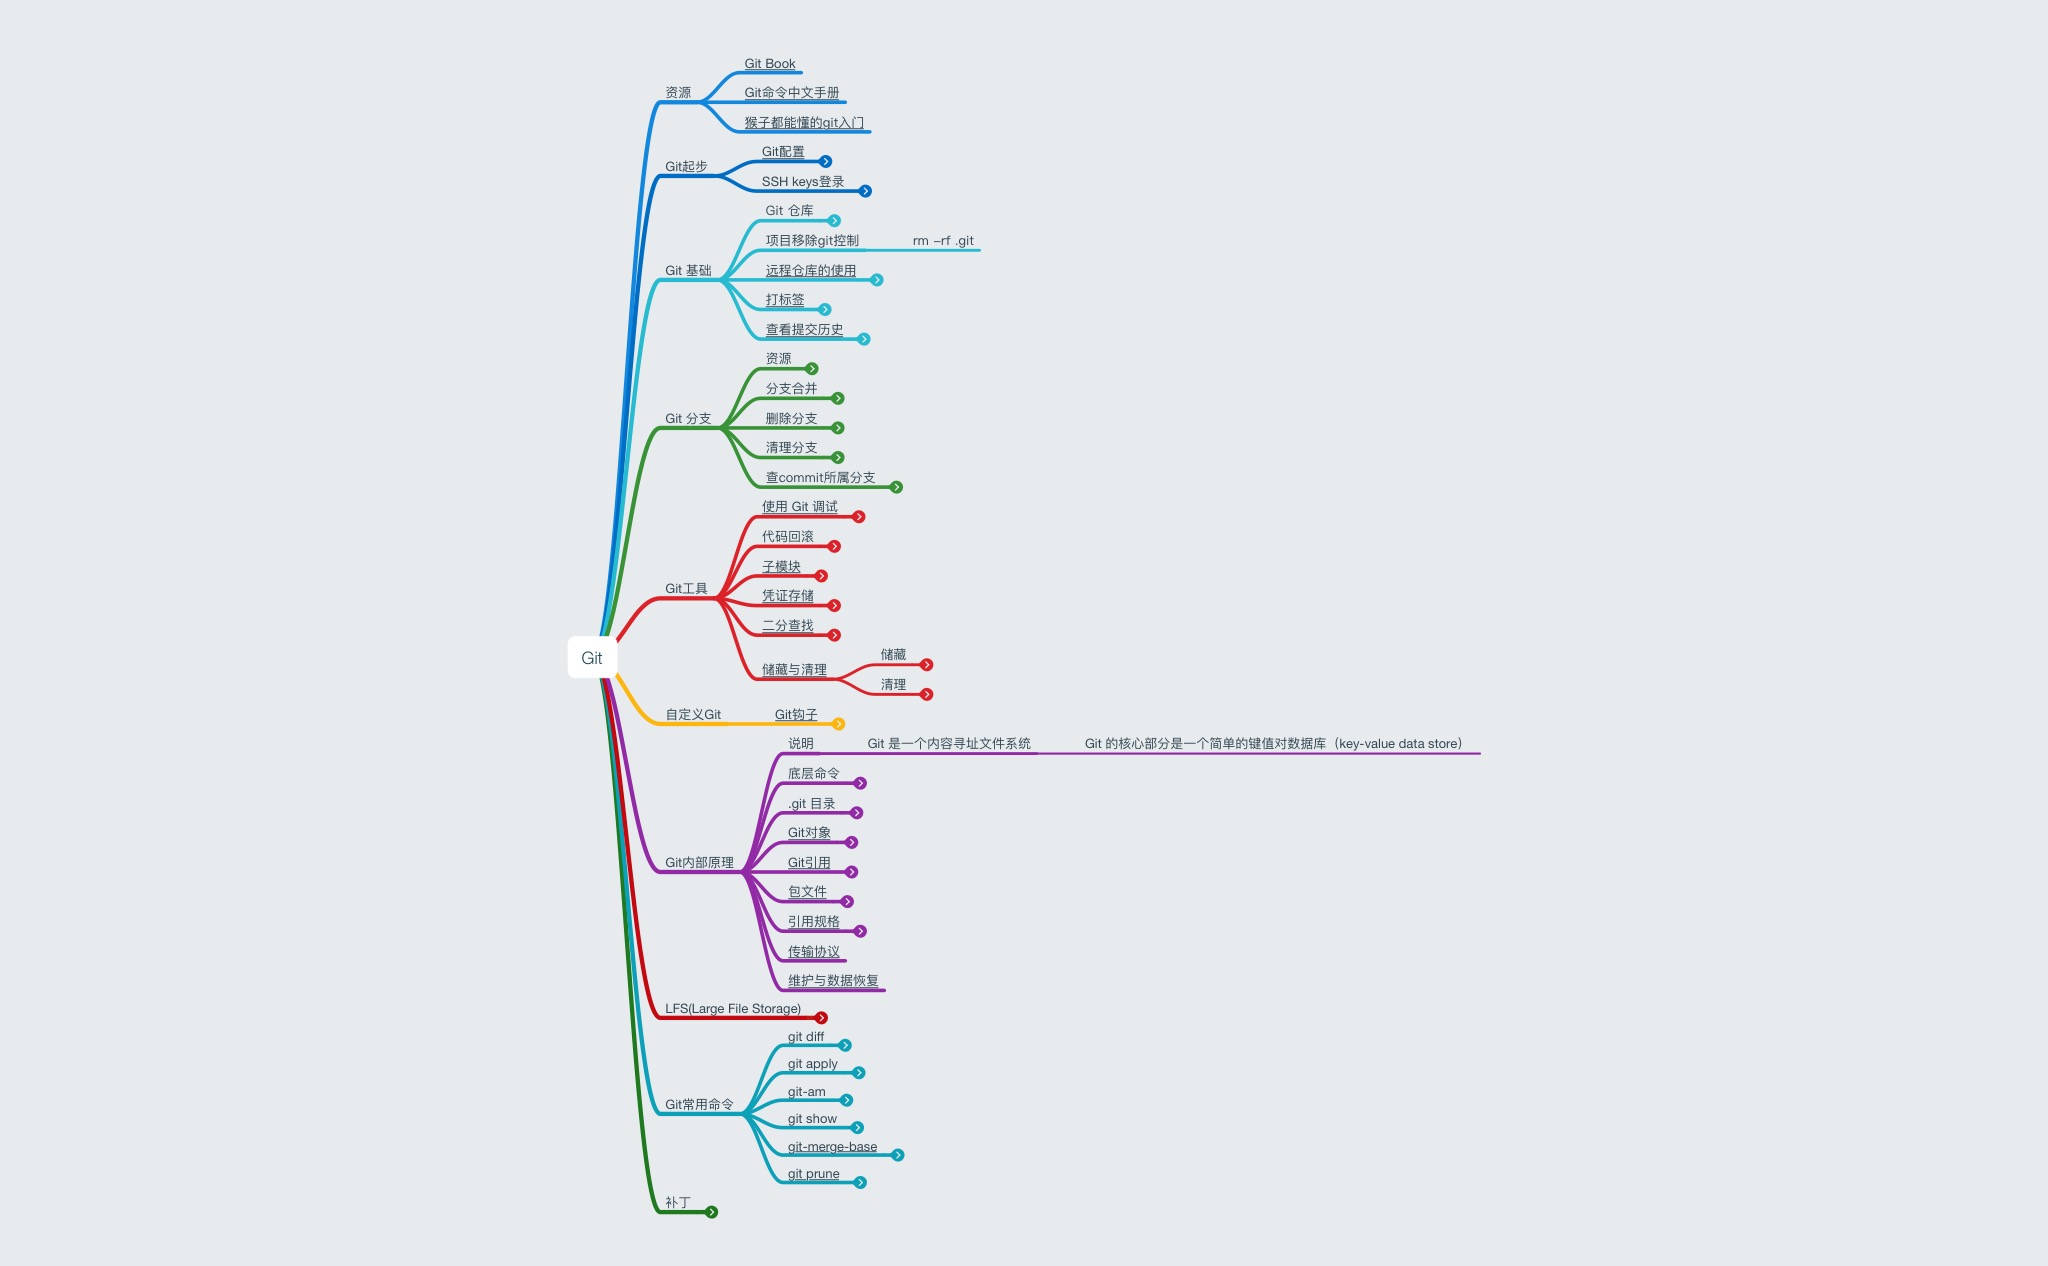 Git
资源
Git Book
Git命令中文手册
猴子都能懂的git入门
Git起步
Git配置
SSH keys登录
Git 基础
Git 仓库
项目移除git控制
rm –rf .git
远程仓库的使用
打标签
查看提交历史
Git 分支
资源
分支合并
删除分支
清理分支
查commit所属分支
Git工具
使用 Git 调试
代码回滚
子模块
凭证存储
二分查找
储藏与清理
储藏
清理
自定义Git
Git钩子
Git内部原理
说明
Git 是一个内容寻址文件系统
Git 的核心部分是一个简单的键值对数据库（key-value data store）
底层命令
.git 目录
Git对象
Git引用
包文件
引用规格
传输协议
维护与数据恢复
LFS(Large File Storage)
Git常用命令
git diff
git apply
git-am
git show
git-merge-base
git prune
补丁